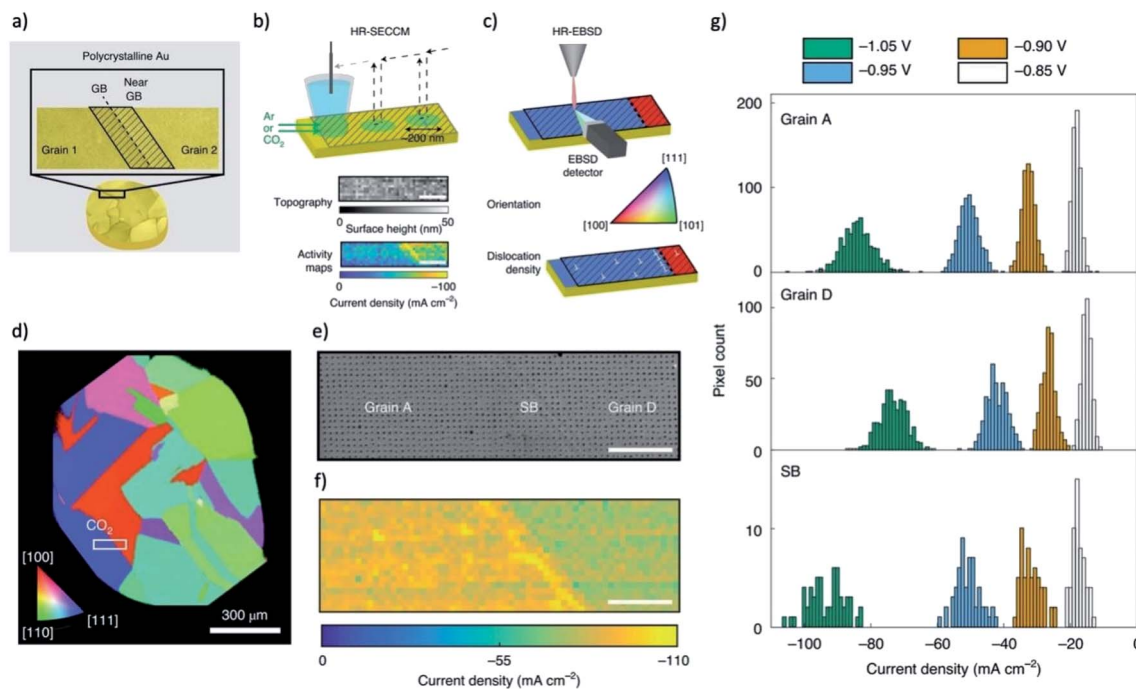 a)
Polycrystalline Au
GB
Near
GB
Grain 1
Grain 2
b)
HR-SECCM
Ar
or
CO2
~200 nm
Topography
0
50
Surface height (nm)
Activity
maps
0
−100
Current density (mA cm−2)
c)
HR-EBSD
EBSD
detector
Orientation
[111]
[100]
[101]
Dislocation
density
d)
CO2
[100]
[111]
[110]
300 μm
e)
Grain A
SB
Grain D
f)
0
−55
−110
Current density (mA cm−2)
g)
−1.05 V
−0.90 V
−0.95 V
−0.85 V
200
Grain A
100
0
100
Grain D
50
0
SB
10
0
Pixel count
−100
−80
−60
−40
−20
0
Current density (mA cm−2)